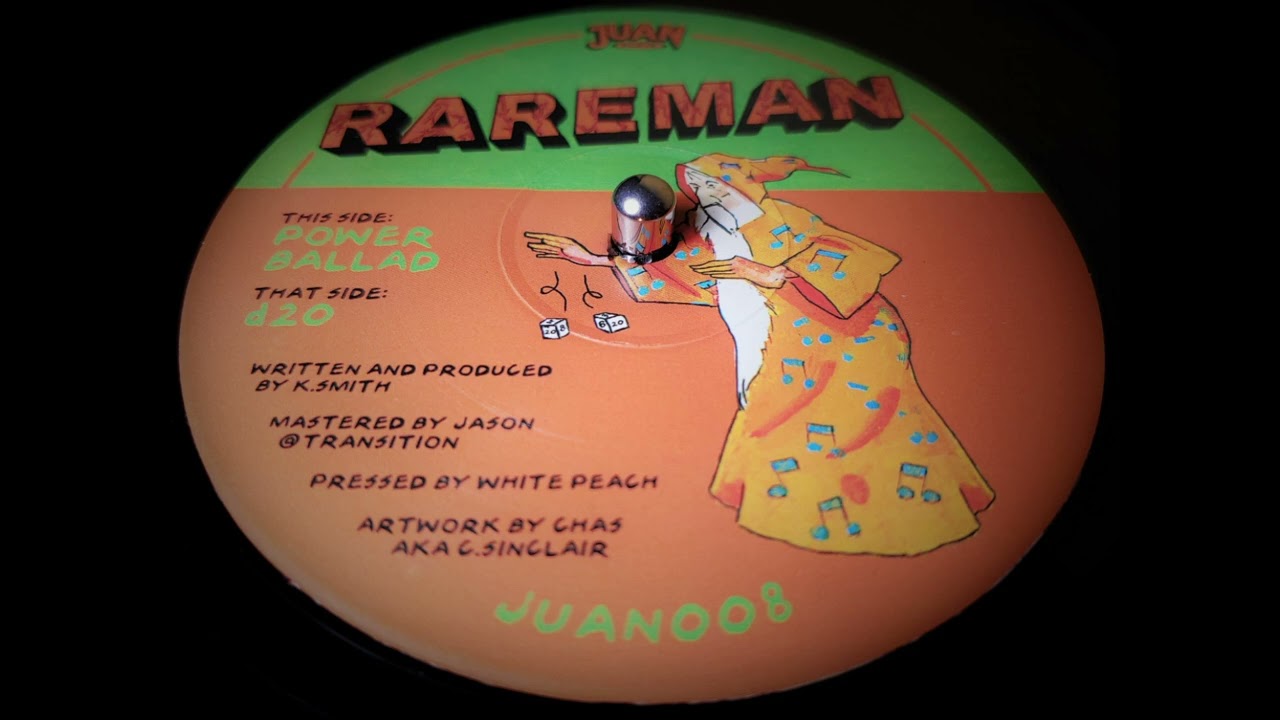 JUAN
RAREMAN
THIS SIDE:
POWER
BALLAD
THAT SIDE:
d20
WRITTEN AND PRODUCED
BY K.SMITH
MASTERED BY JASON
@TRANSITION
PRESSED BY WHITE PEACH
ARTWORK BY CHAS
AKA C.SINCLAIR
JUAN008